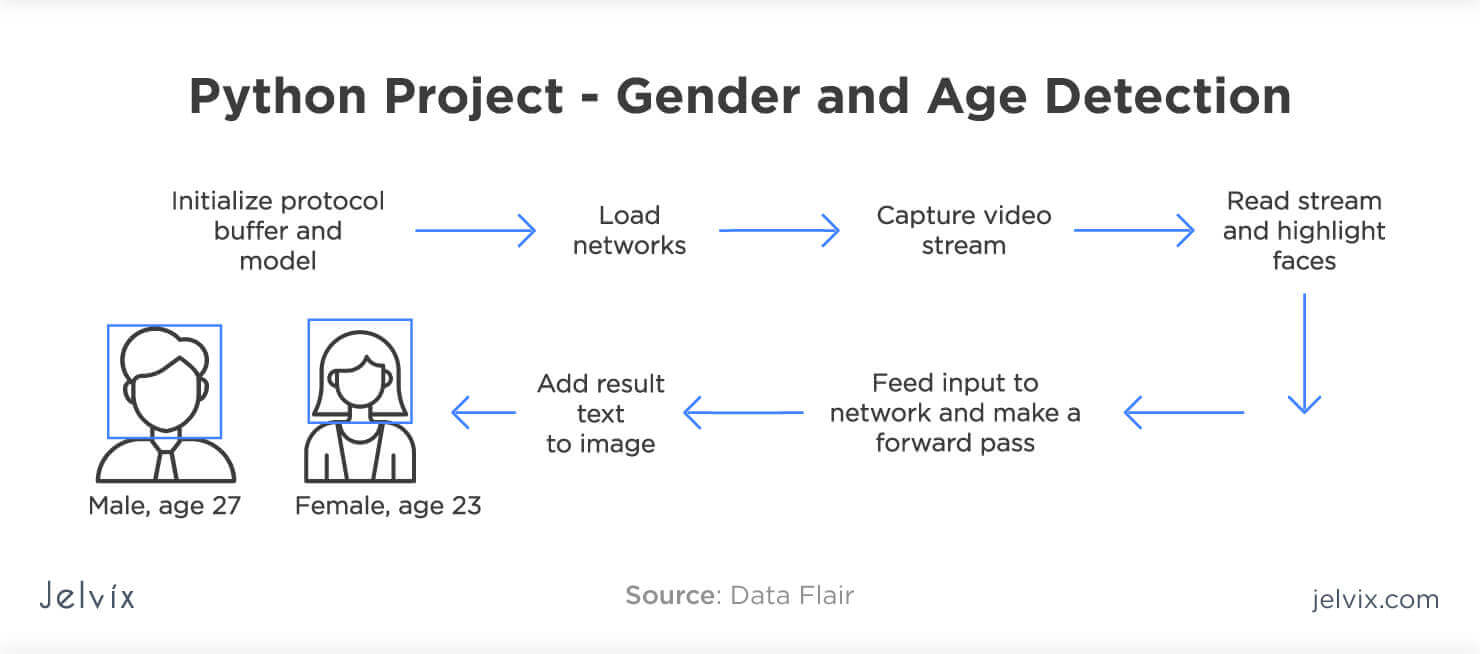 Python Project - Gender and Age Detection
Initialize protocol
buffer and
model
Load
networks
Capture video
stream
Read stream
and highlight
faces
Feed input to
network and make a
forward pass
Add result
text
to image
Male, age 27
Female, age 23
Jelvix
Source: Data Flair
jelvix.com